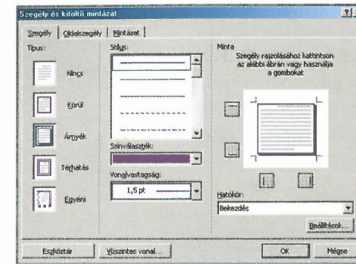 Szegély és kitöltő mintázat
Szegély
Oldalszegély
Mintázat
Típus:
Nincs
Körül
Árnyék
Térhatás
Egyéni
Stílus:
Színválaszték:
Vonalvastagság:
1,5 pt
Minta
Szegély rajzolásához kattintson
az alábbi ábrán vagy használja
a gombokat
Hatókör:
Bekezdés
Beállítások...
Eszköztár
Vízszintes vonal...
OK
Mégse